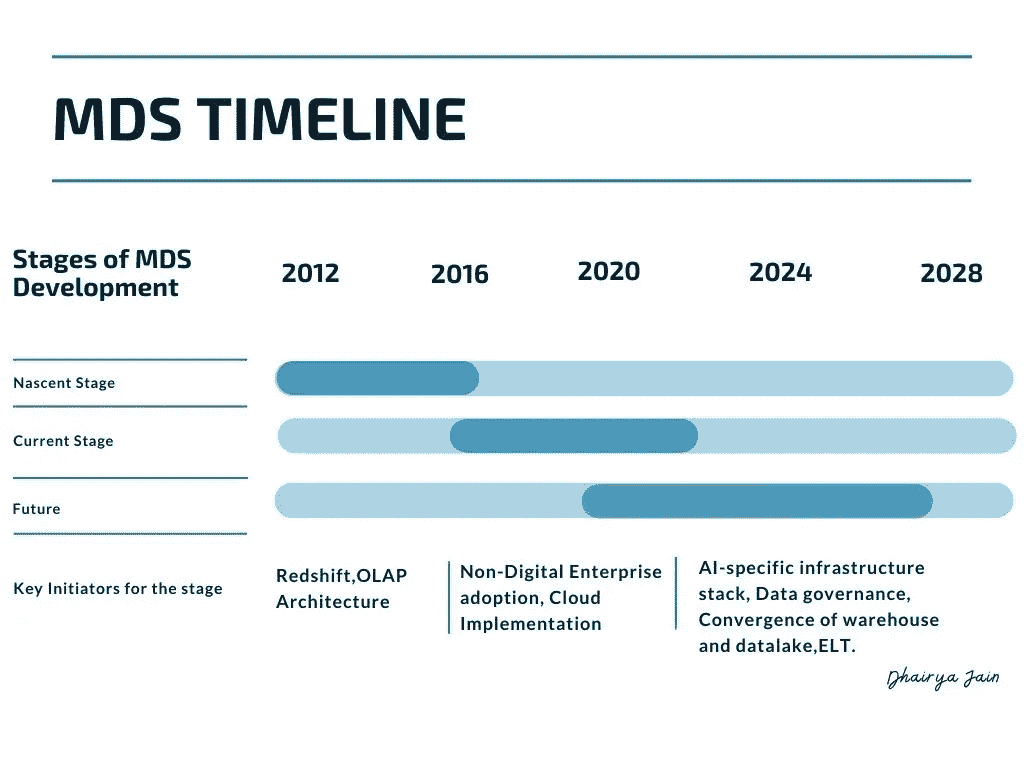 MDS TIMELINE
Stages of MDS
Development
2012 2016 2020 2024 2028
Nascent Stage
Current Stage
Future
Key Initiators for the stage
Redshift,OLAP
Architecture
Non-Digital Enterprise
adoption, Cloud
Implementation
AI-specific infrastructure
stack, Data governance,
Convergence of warehouse
and datalake,ELT.
Dhairya Jain